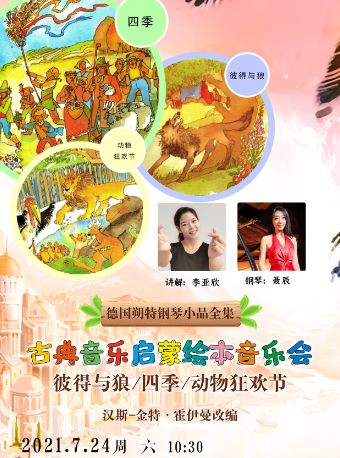 四季
彼得与狼
动物
狂欢节
讲解：李亚欣
钢琴：聂辰
德国朔特钢琴小品全集
古典音乐启蒙绘本音乐会
彼得与狼/四季/动物狂欢节
汉斯-金特·霍伊曼改编
2021.7.24周 六 10:30